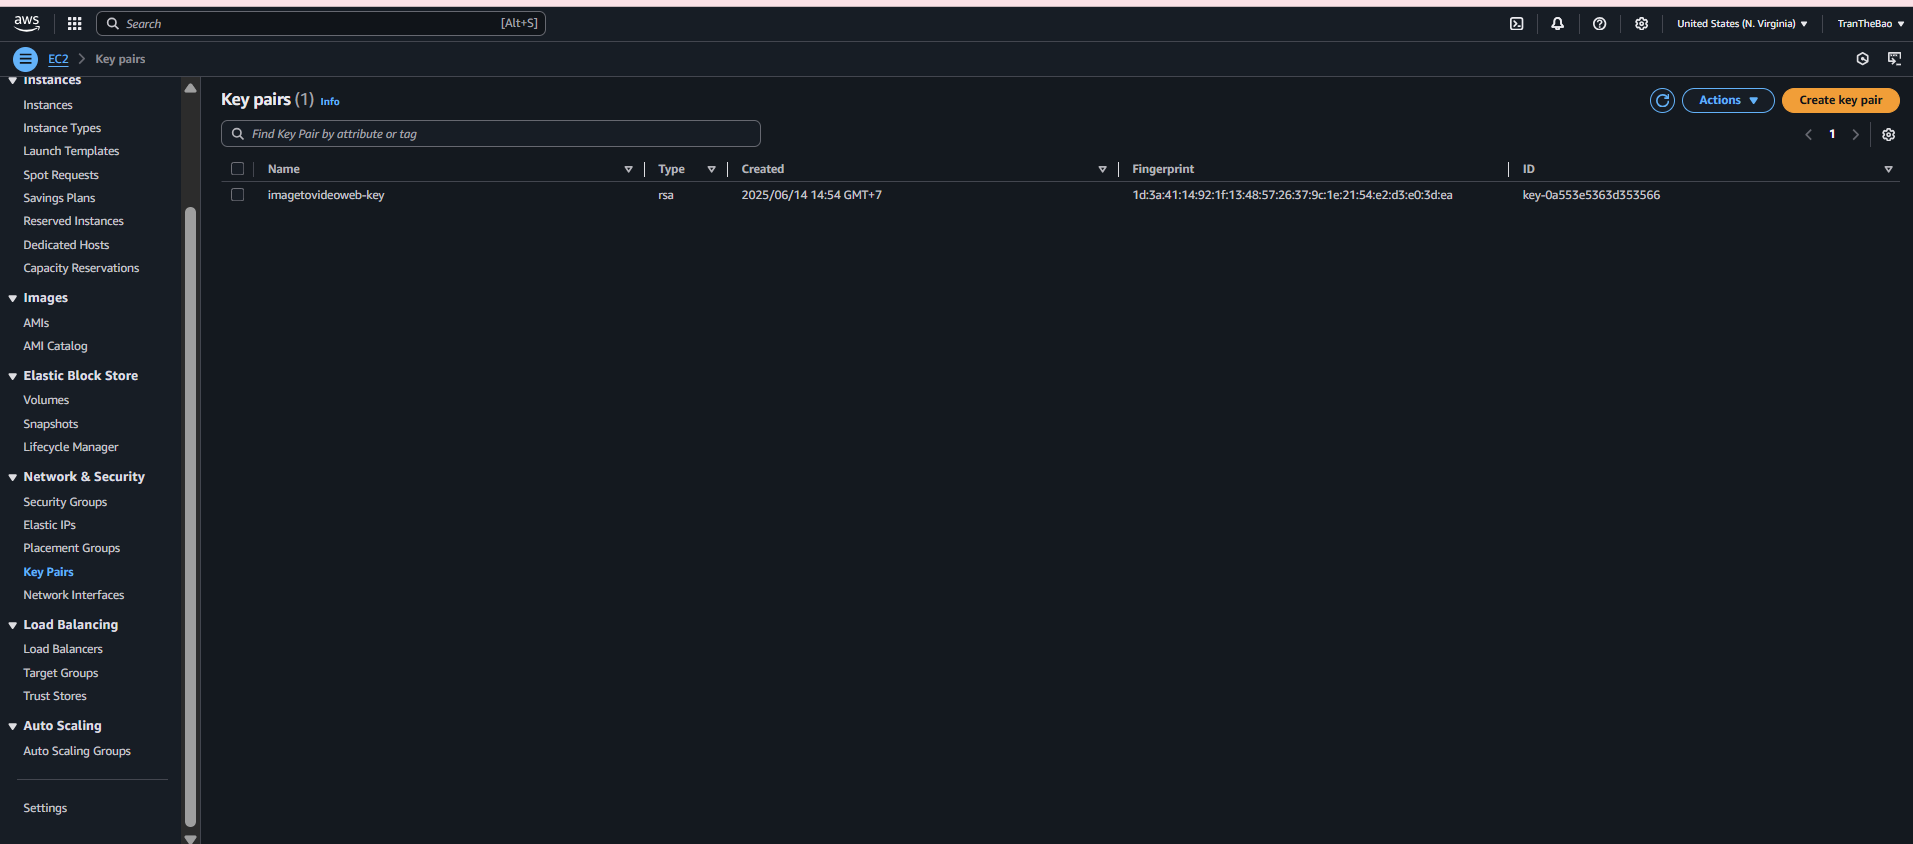 aws
Search [Alt+S]
United States (N. Virginia)
TranTheBao
EC2
Key pairs
Instances
Instances
Instance Types
Launch Templates
Spot Requests
Savings Plans
Reserved Instances
Dedicated Hosts
Capacity Reservations
Images
AMIs
AMI Catalog
Elastic Block Store
Volumes
Snapshots
Lifecycle Manager
Network & Security
Security Groups
Elastic IPs
Placement Groups
Key Pairs
Network Interfaces
Load Balancing
Load Balancers
Target Groups
Trust Stores
Auto Scaling
Auto Scaling Groups
Settings
Key pairs (1) Info
Actions
Create key pair
Find Key Pair by attribute or tag
1
Name Type Created Fingerprint ID
imagetovideoweb-key rsa 2025/06/14 14:54 GMT+7 1d:3a:41:14:92:1f:13:48:57:26:37:9c:1e:21:54:e2:d3:e0:3d:ea key-0a553e5363d353566